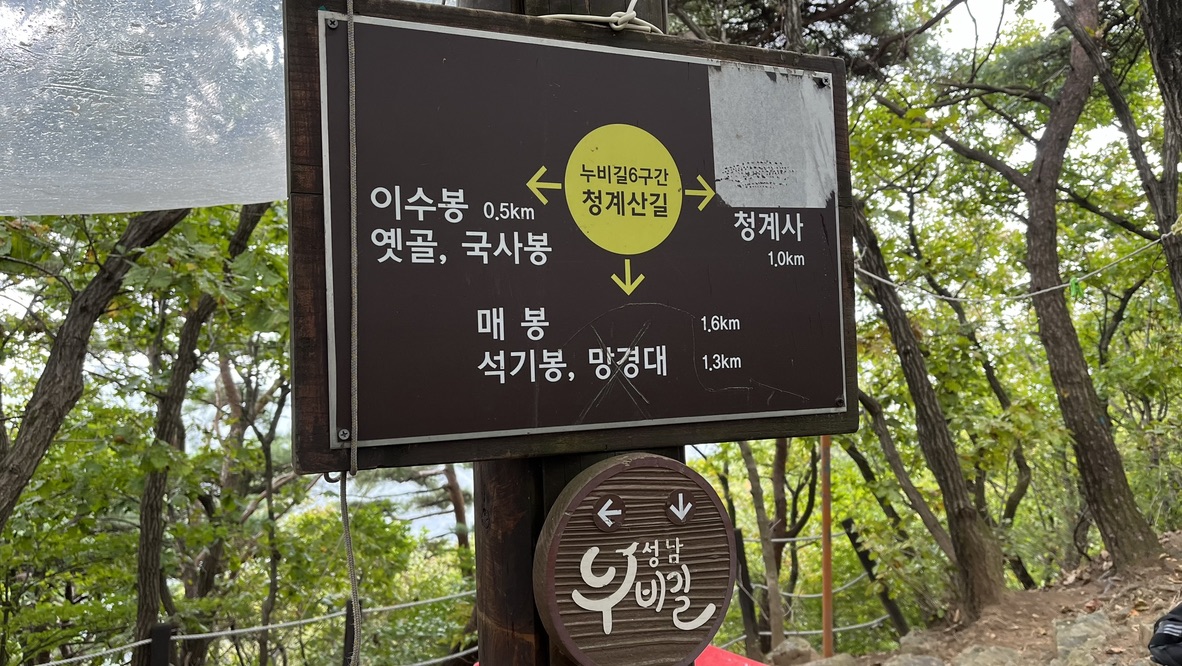 누비길6구간
청계산길
이수봉 0.5km
옛골, 국사봉
청계사
1.0km
매 봉 1.6km
석기봉, 망경대 1.3km
성남
누비길